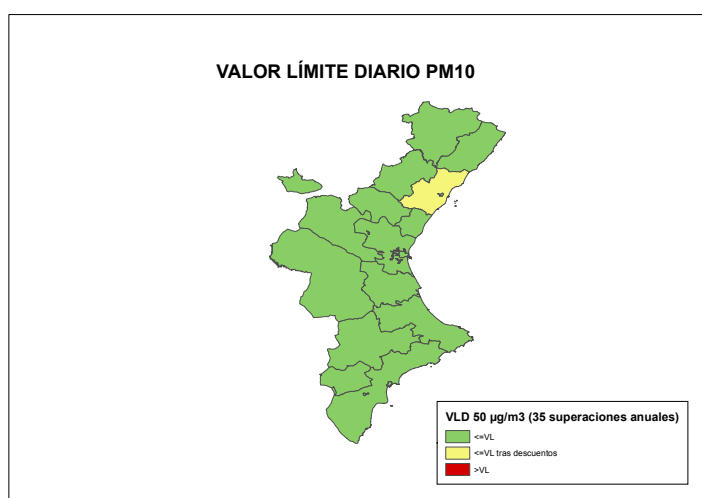 VALOR LÍMITE DIARIO PM10
VLD 50 µg/m3 (35 superaciones anuales)
<=VL
<=VL tras descuentos
>VL